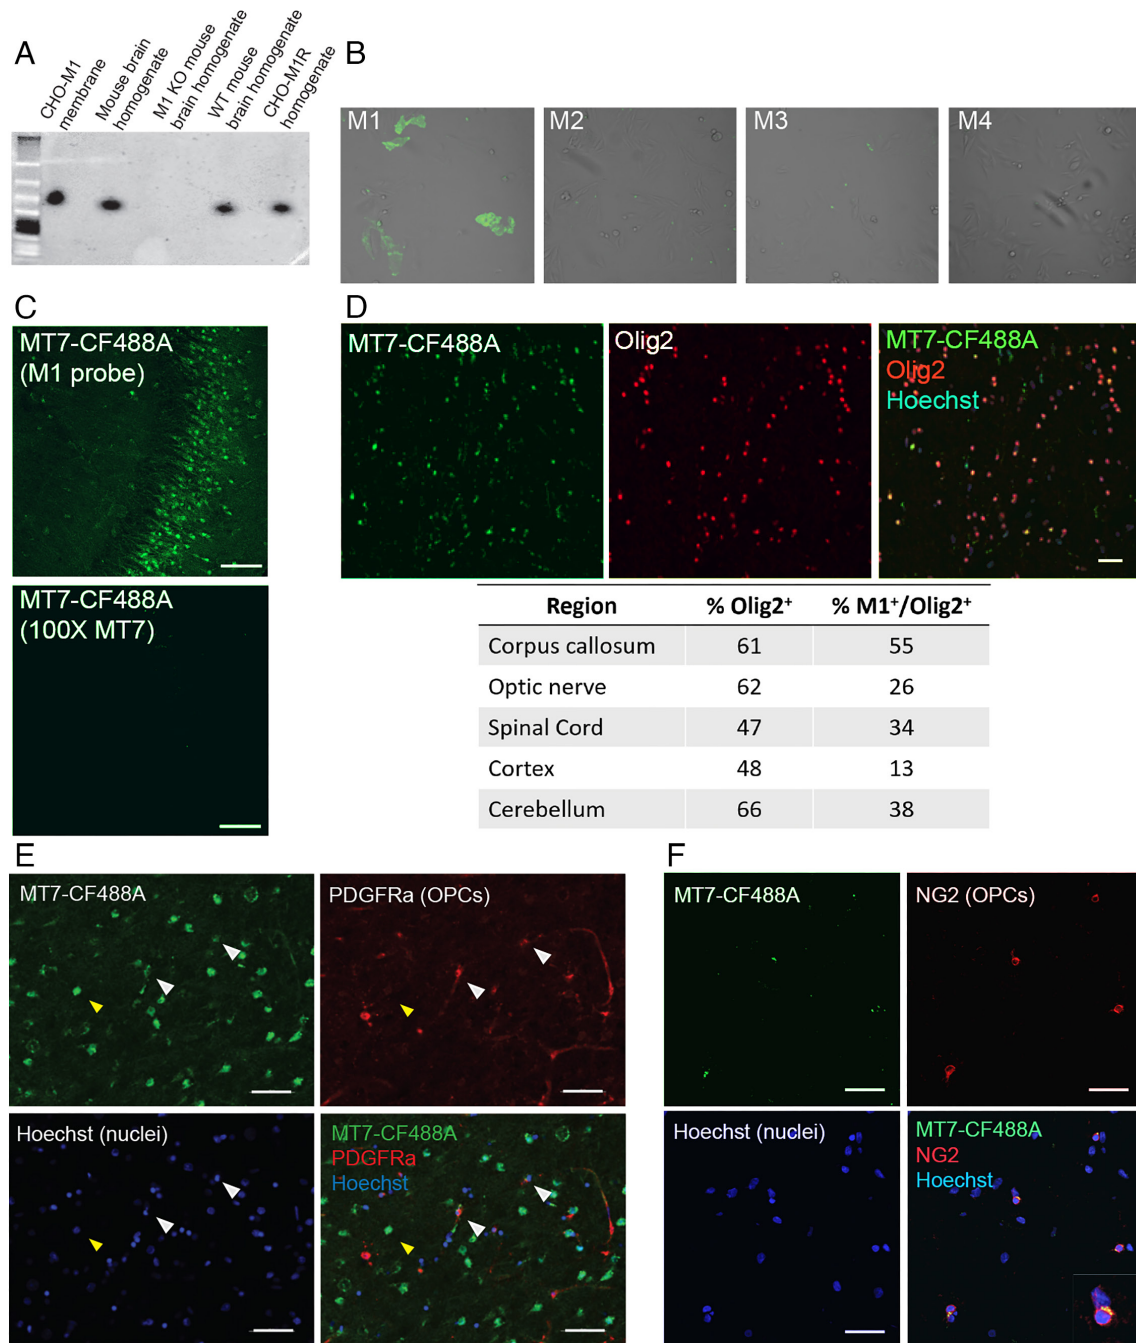 A
CHO-M1
membrane
Mouse brain
homogenate
M1 KO mouse
brain homogenate
WT mouse
brain homogenate
CHO-M1R
homogenate
B
M1
M2
M3
M4
C
MT7-CF488A
(M1 probe)
MT7-CF488A
(100X MT7)
D
MT7-CF488A
Olig2
MT7-CF488A
Olig2
Hoechst
Region % Olig2⁺ % M1⁺/Olig2⁺
Corpus callosum 61 55
Optic nerve 62 26
Spinal Cord 47 34
Cortex 48 13
Cerebellum 66 38
E
MT7-CF488A
PDGFRa (OPCs)
Hoechst (nuclei)
MT7-CF488A
PDGFRa
Hoechst
F
MT7-CF488A
NG2 (OPCs)
Hoechst (nuclei)
MT7-CF488A
NG2
Hoechst